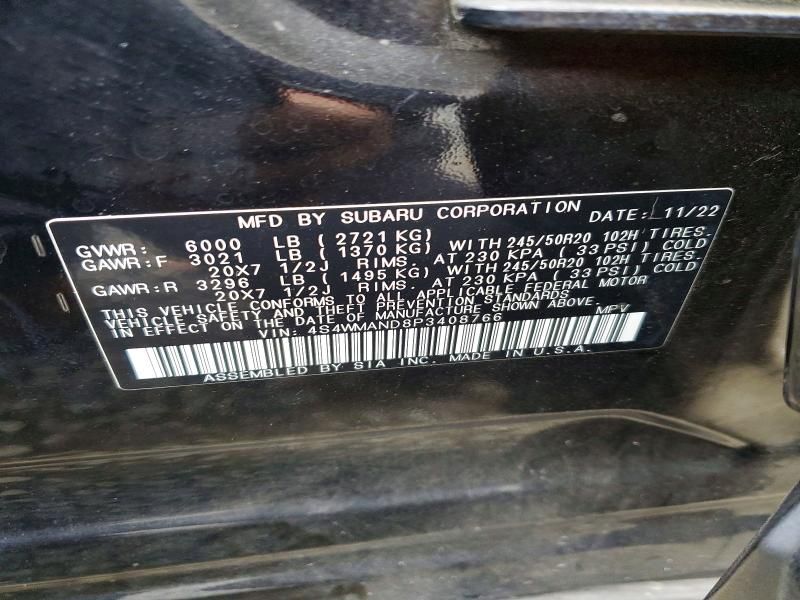 MFD BY SUBARU CORPORATION DATE: 11/22
GVWR: 6000 LB (2721 KG)
GAWR:F 3021 LB (1370 KG) WITH 245/50R20 102H TIRES.
20X7 1/2J RIMS. AT 230 KPA (33 PSI) COLD
GAWR:R 3296 LB (1495 KG) WITH 245/50R20 102H TIRES.
20X7 1/2J RIMS. AT 230 KPA (33 PSI) COLD
THIS VEHICLE CONFORMS TO ALL APPLICABLE FEDERAL MOTOR
VEHICLE SAFETY AND THEFT PREVENTION STANDARDS
IN EFFECT ON THE DATE OF MANUFACTURE SHOWN ABOVE.
VIN: 4S4WMAND8P3408766 MPV
ASSEMBLED BY SIA INC. MADE IN U.S.A.